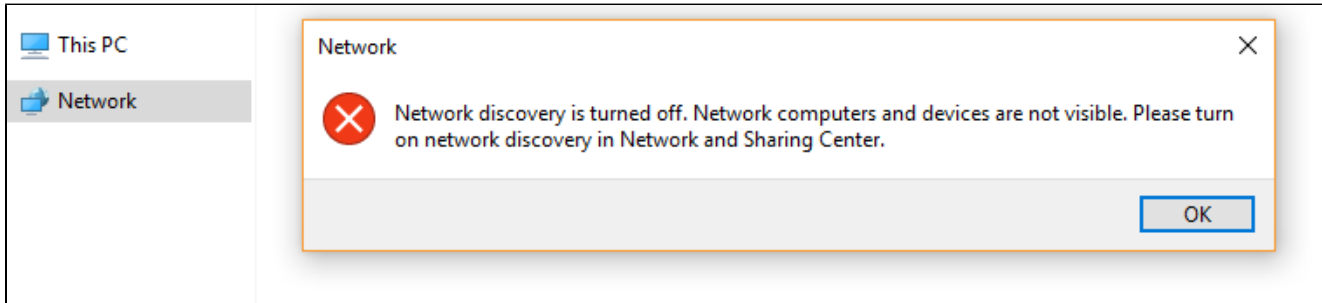 This PC
Network
Network
Network discovery is turned off. Network computers and devices are not visible. Please turn
on network discovery in Network and Sharing Center.
OK